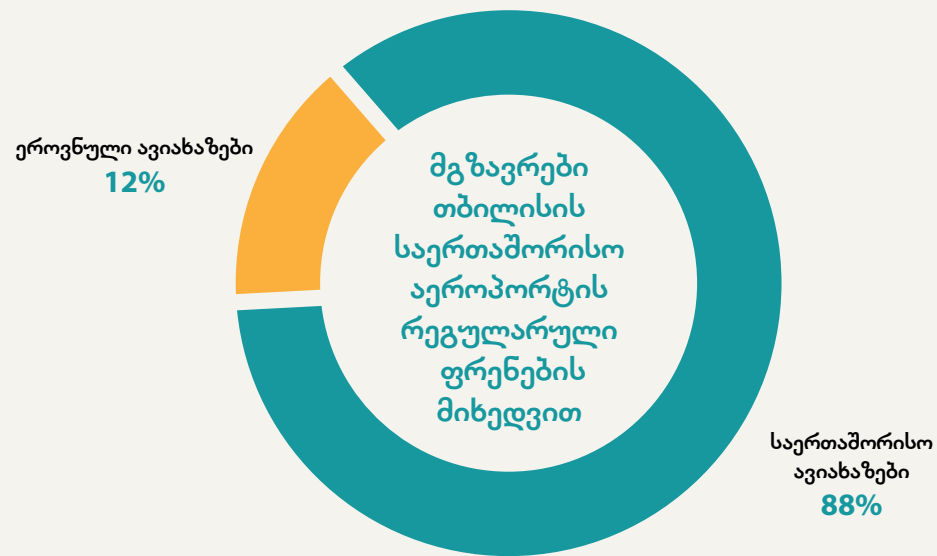 ეროვნული ავიახაზები
12%
მგზავრები
თბილისის
საერთაშორისო
აეროპორტის
რეგულარული
ფრენების
მიხედვით
საერთაშორისო
ავიახაზები
88%